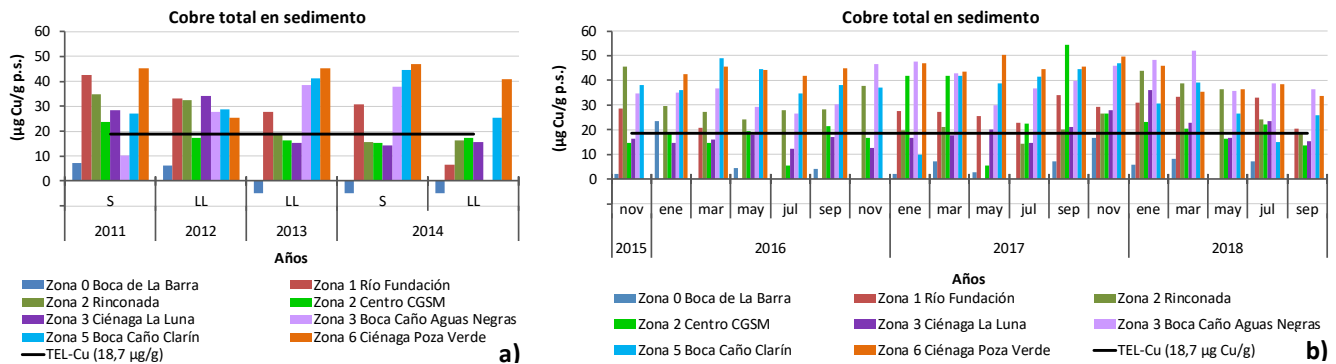 Cobre total en sedimento
(µg Cu/g p.s.)
60
50
40
30
20
10
0
S LL LL S LL
2011 2012 2013 2014
Años
Zona 0 Boca de La Barra Zona 1 Río Fundación
Zona 2 Rinconada Zona 2 Centro CGSM
Zona 3 Ciénaga La Luna Zona 3 Boca Caño Aguas Negras
Zona 5 Boca Caño Clarín Zona 6 Ciénaga Poza Verde
TEL-Cu (18,7 µg/g)
a)
Cobre total en sedimento
(µg Cu/g p.s.)
60
50
40
30
20
10
0
nov ene mar may jul sep nov ene mar may jul sep nov ene mar may jul sep
2015 2016 2017 2018
Años
Zona 0 Boca de La Barra Zona 1 Río Fundación Zona 2 Rinconada
Zona 2 Centro CGSM Zona 3 Ciénaga La Luna Zona 3 Boca Caño Aguas Negras
Zona 5 Boca Caño Clarín Zona 6 Ciénaga Poza Verde TEL-Cu (18,7 µg Cu/g)
b)